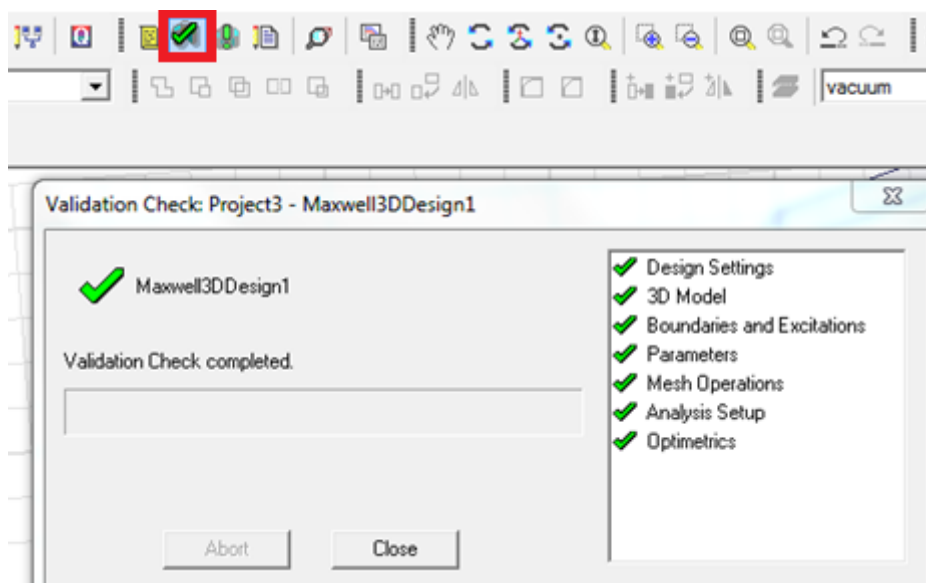 vacuum
Validation Check: Project3 - Maxwell3DDesign1
Maxwell3DDesign1
Validation Check completed.
Design Settings
3D Model
Boundaries and Excitations
Parameters
Mesh Operations
Analysis Setup
Optimetrics
Abort
Close